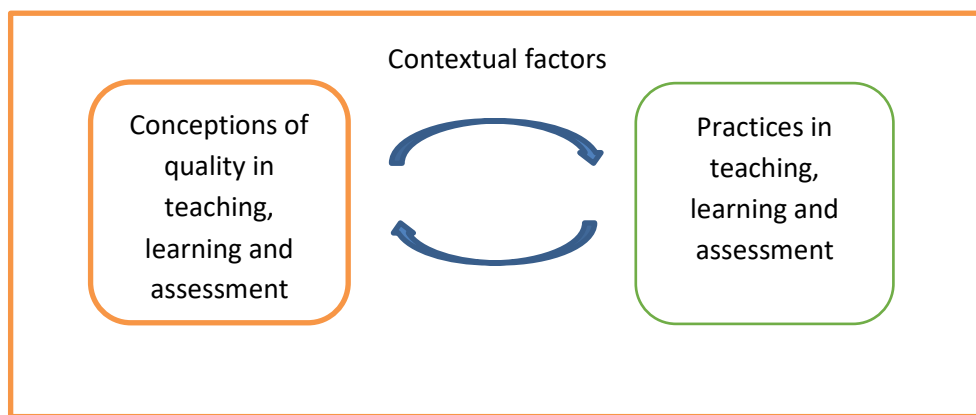 Contextual factors
Conceptions of
quality in
teaching,
learning and
assessment
Practices in
teaching,
learning and
assessment